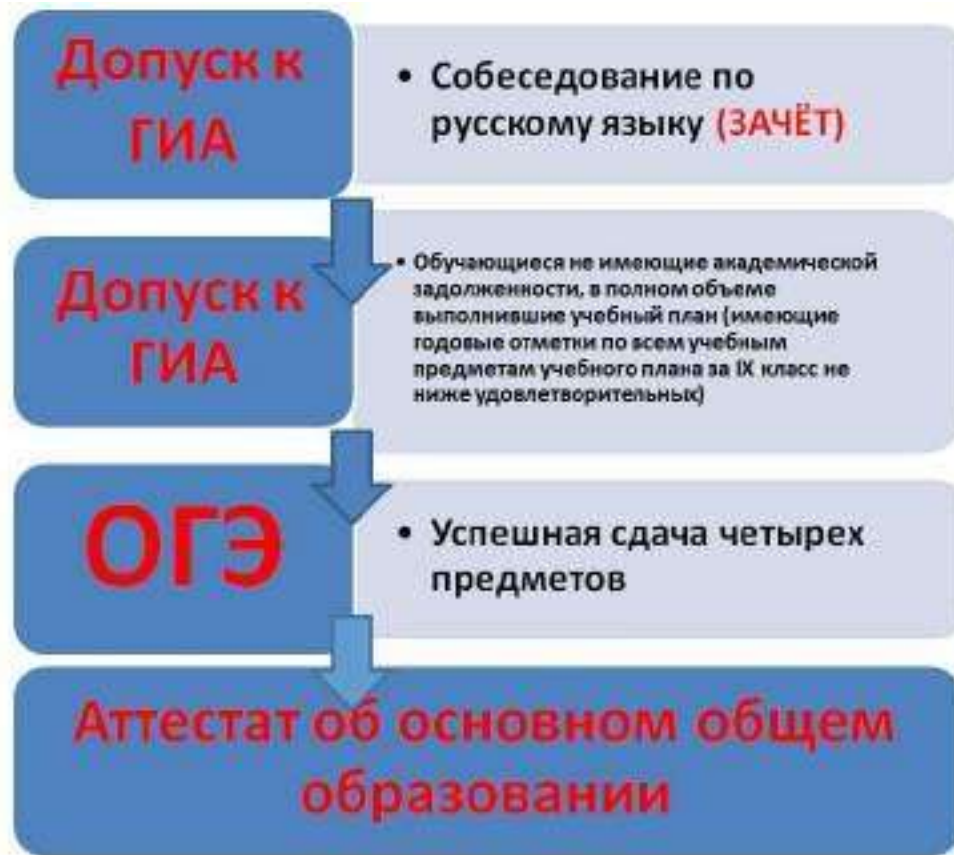 Допуск к
ГИА
• Собеседование по
русскому языку (ЗАЧЁТ)
Допуск к
ГИА
• Обучающиеся не имеющие академической
задолженности, в полном объеме
выполнившие учебный план (имеющие
годовые отметки по всем учебным
предметам учебного плана за IX класс не
ниже удовлетворительных)
ОГЭ
• Успешная сдача четырех
предметов
Аттестат об основном общем
образовании